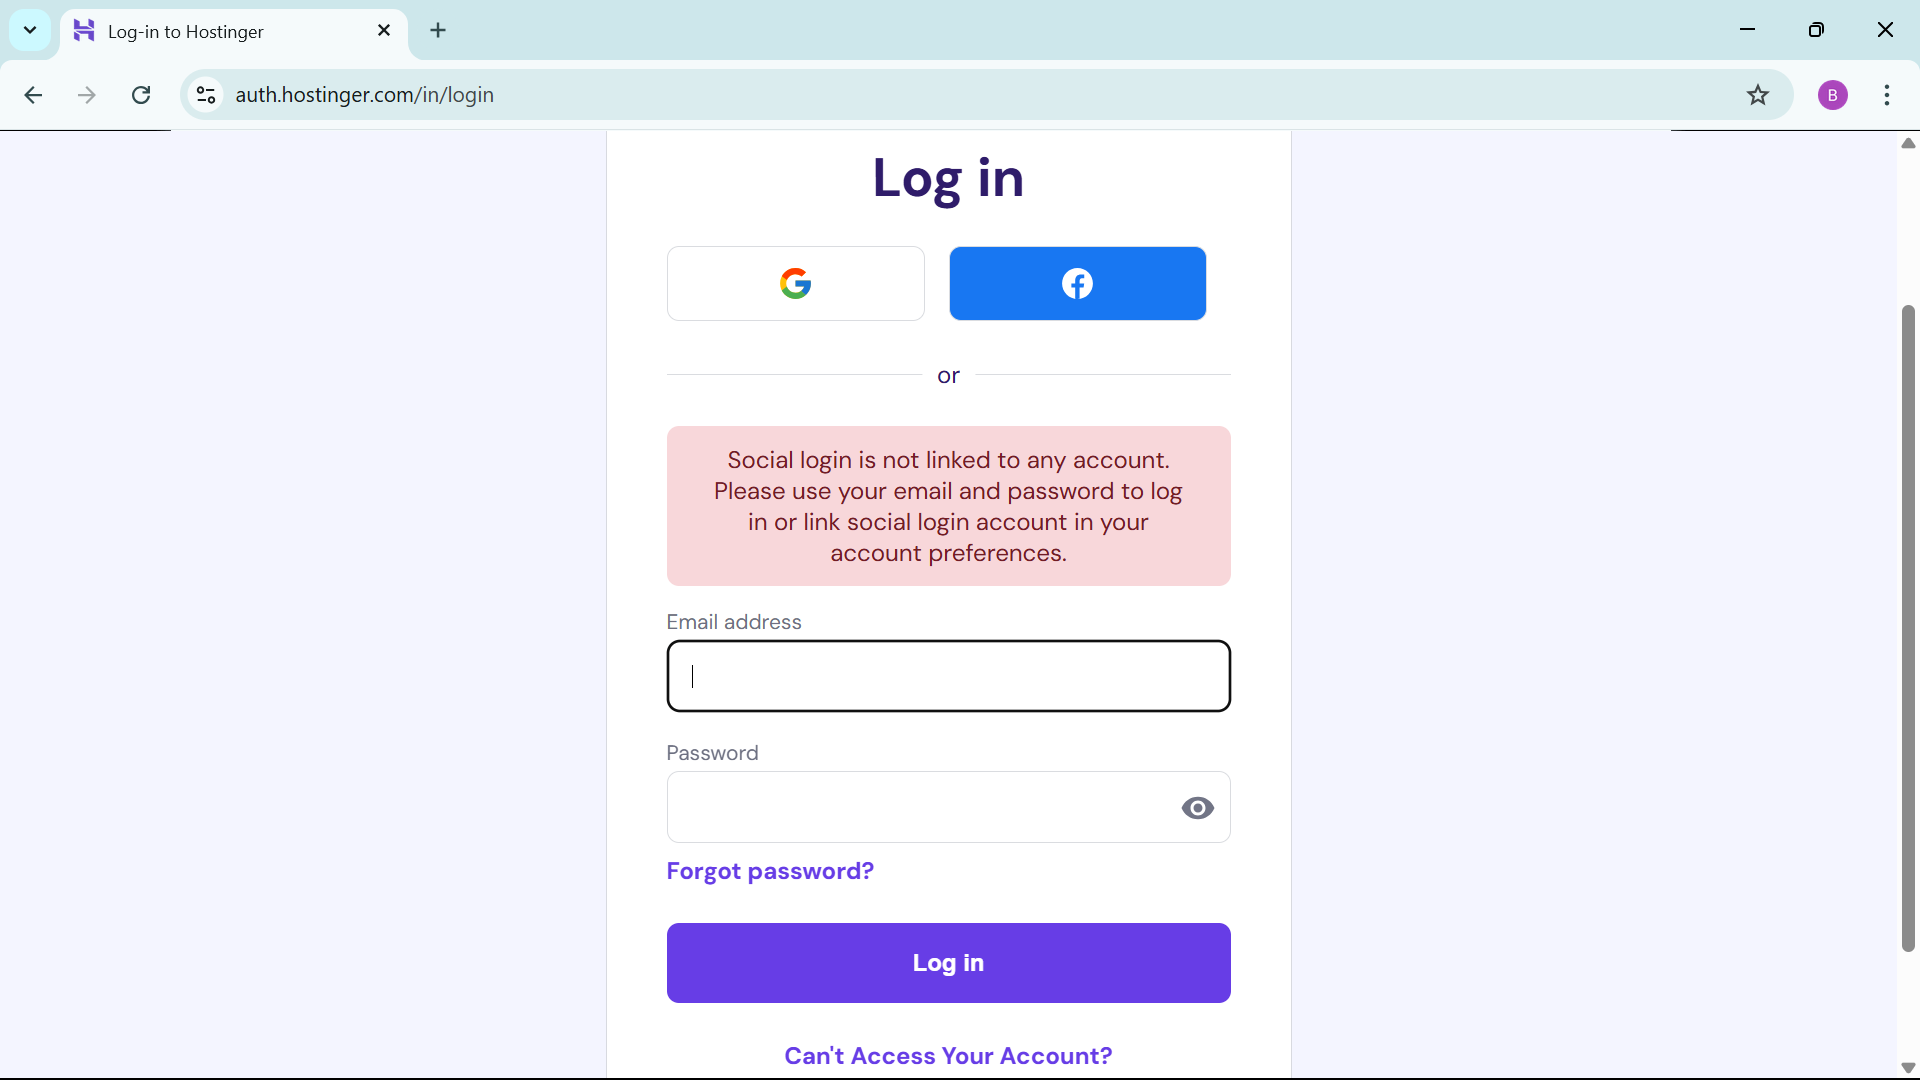 Log-in to Hostinger
auth.hostinger.com/in/login
B
Log in
or
Social login is not linked to any account.
Please use your email and password to log
in or link social login account in your
account preferences.
Email address
Password
Forgot password?
Log in
Can't Access Your Account?